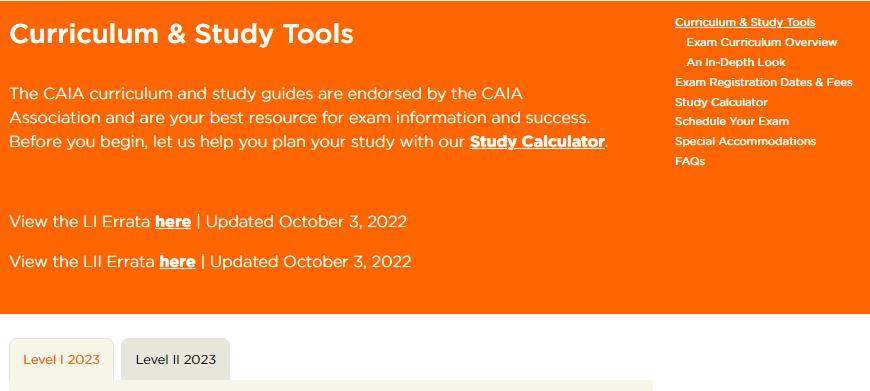 Curriculum & Study Tools
The CAIA curriculum and study guides are endorsed by the CAIA
Association and are your best resource for exam information and success.
Before you begin, let us help you plan your study with our Study Calculator.
View the LI Errata here | Updated October 3, 2022
View the LII Errata here | Updated October 3, 2022
Curriculum & Study Tools
Exam Curriculum Overview
An In-Depth Look
Exam Registration Dates & Fees
Study Calculator
Schedule Your Exam
Special Accommodations
FAQs
Level I 2023
Level II 2023